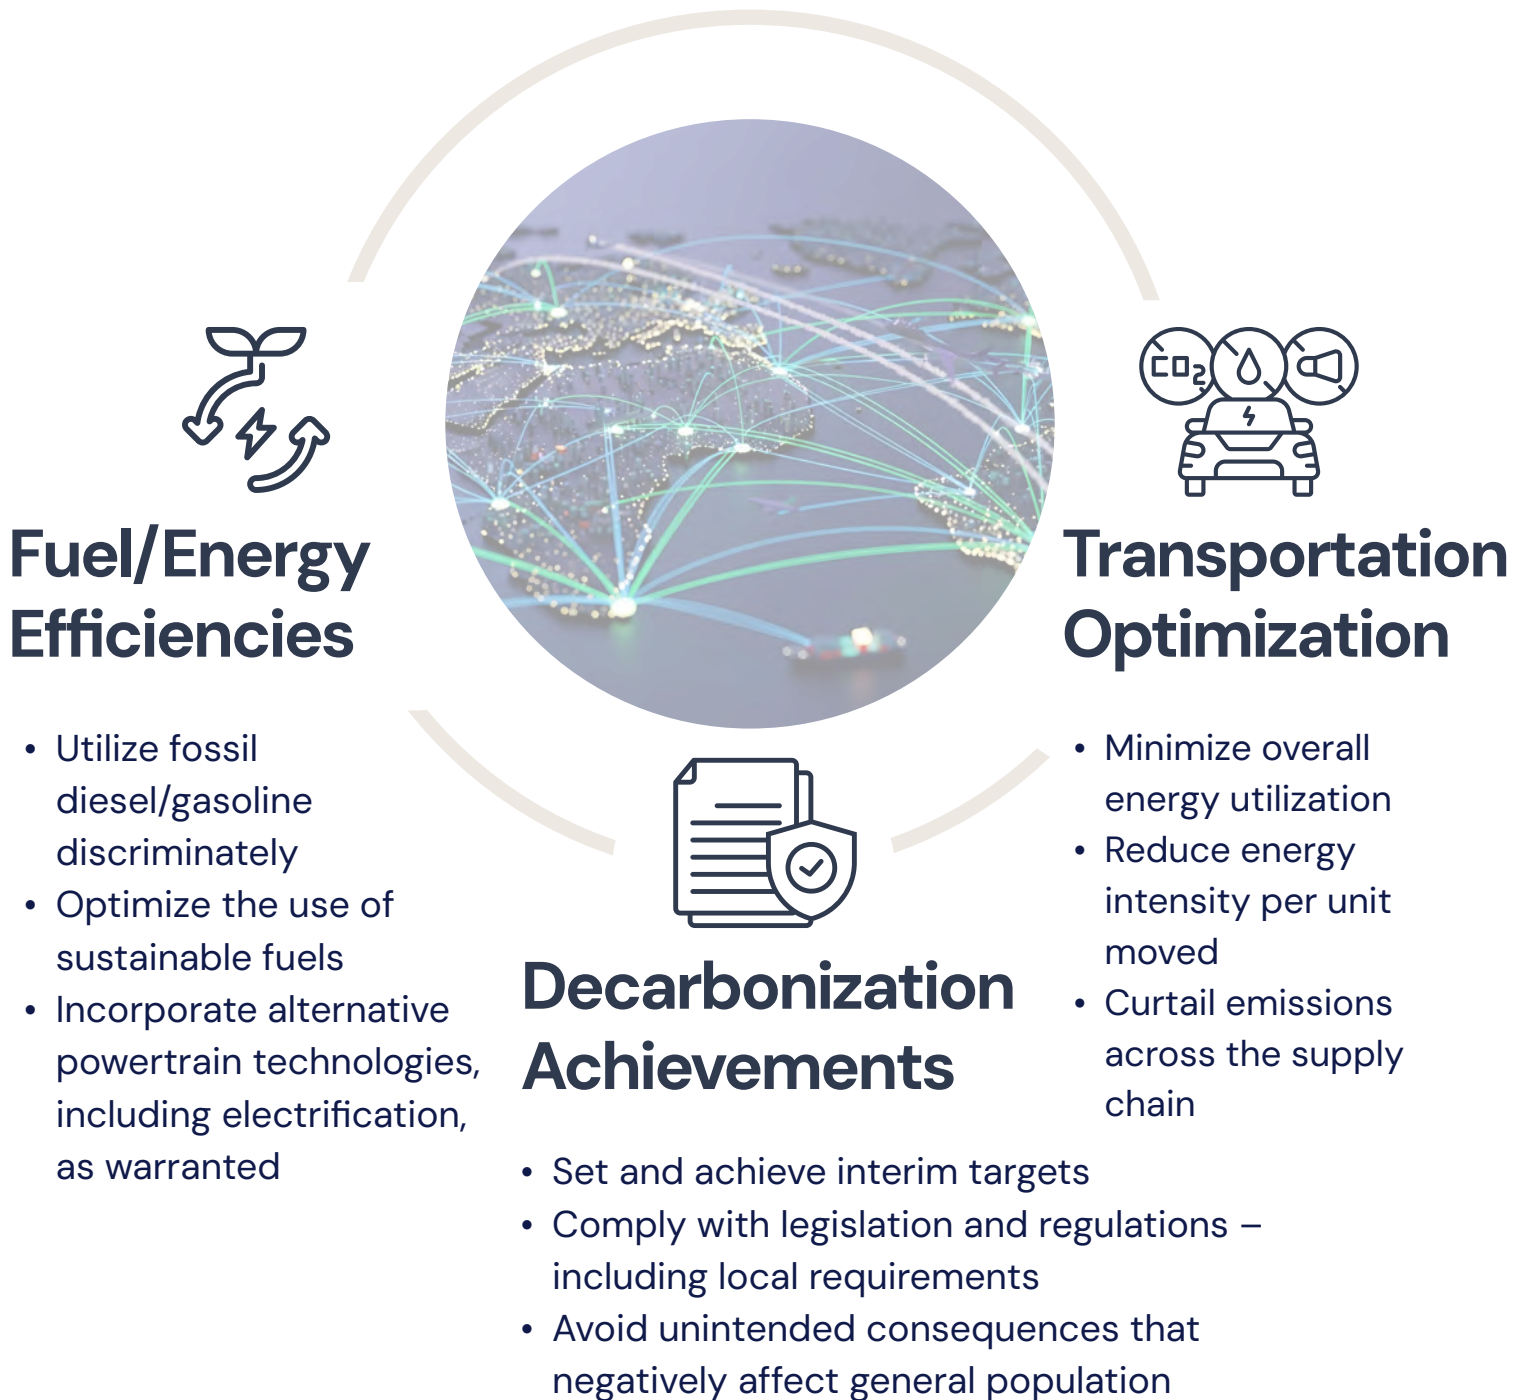 CO2
Fuel/Energy
Efficiencies
• Utilize fossil
diesel/gasoline
discriminately
• Optimize the use of
sustainable fuels
• Incorporate alternative
powertrain technologies,
including electrification,
as warranted
Decarbonization
Achievements
• Set and achieve interim targets
• Comply with legislation and regulations –
including local requirements
• Avoid unintended consequences that
negatively affect general population
Transportation
Optimization
• Minimize overall
energy utilization
• Reduce energy
intensity per unit
moved
• Curtail emissions
across the supply
chain